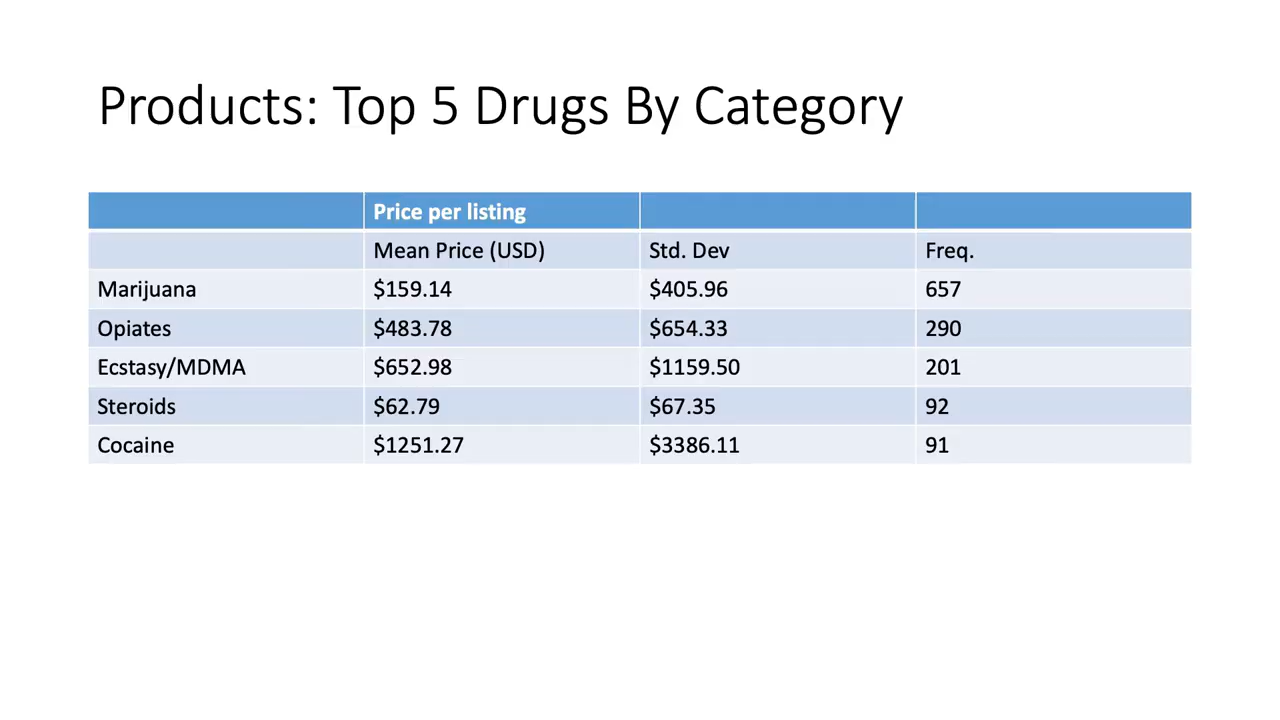 Products: Top 5 Drugs By Category
Price per listing
Mean Price (USD) Std. Dev Freq.
Marijuana $159.14 $405.96 657
Opiates $483.78 $654.33 290
Ecstasy/MDMA $652.98 $1159.50 201
Steroids $62.79 $67.35 92
Cocaine $1251.27 $3386.11 91